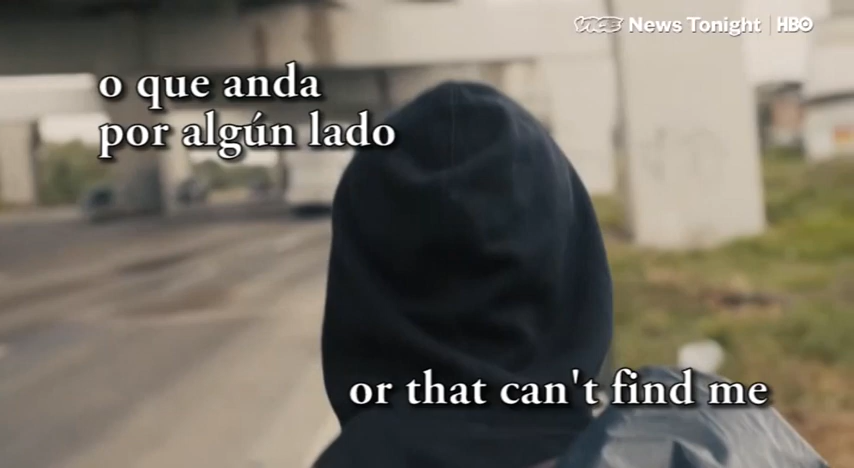 VICE News Tonight | HBO
o que anda
por algún lado
or that can't find me